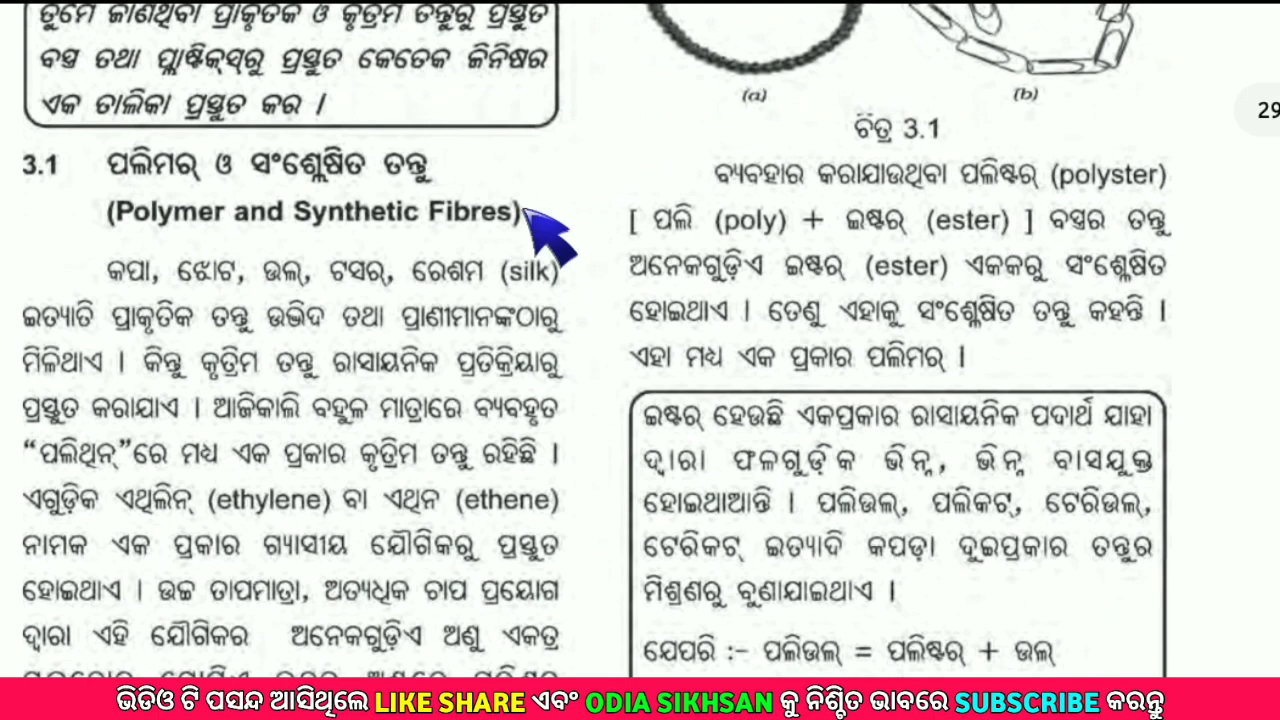 ତୁମେ ଜାଣିଥିବା ପ୍ରାକୃତିକ ଓ କୃତ୍ରିମ ତନ୍ତୁରୁ ପ୍ରସ୍ତୁତ
ବସ୍ତ୍ର ତଥା ପ୍ଲାଷ୍ଟିକ୍ସ୍‌ରୁ ପ୍ରସ୍ତୁତ କେତେକ ଜିନିଷର
ଏକ ତାଲିକା ପ୍ରସ୍ତୁତ କର ।
3.1 ପଲିମର୍ ଓ ସଂଶ୍ଲେଷିତ ତନ୍ତୁ
(Polymer and Synthetic Fibres)
କପା, ଝୋଟ, ଉଲ୍, ଟସର୍, ରେଶମ (silk)
ଇତ୍ୟାଦି ପ୍ରାକୃତିକ ତନ୍ତୁ ଉଦ୍ଭିଦ ତଥା ପ୍ରାଣୀମାନଙ୍କଠାରୁ
ମିଳିଥାଏ । କିନ୍ତୁ କୃତ୍ରିମ ତନ୍ତୁ ରାସାୟନିକ ପ୍ରତିକ୍ରିୟାରୁ
ପ୍ରସ୍ତୁତ କରାଯାଏ । ଆଜିକାଲି ବହୁଳ ମାତ୍ରାରେ ବ୍ୟବହୃତ
“ପଲିଥିନ୍”ରେ ମଧ୍ୟ ଏକ ପ୍ରକାର କୃତ୍ରିମ ତନ୍ତୁ ରହିଛି ।
ଏଗୁଡ଼ିକ ଏଥିଲିନ୍ (ethylene) ବା ଏଥିନ (ethene)
ନାମକ ଏକ ପ୍ରକାର ଗ୍ୟାସୀୟ ଯୌଗିକରୁ ପ୍ରସ୍ତୁତ
ହୋଇଥାଏ । ଉଚ୍ଚ ତାପମାତ୍ରା, ଅତ୍ୟଧିକ ଚାପ ପ୍ରୟୋଗ
ଦ୍ୱାରା ଏହି ଯୌଗିକର ଅନେକଗୁଡ଼ିଏ ଅଣୁ ଏକତ୍ର
(a)
(b)
ଚିତ୍ର 3.1
ବ୍ୟବହାର କରାଯାଉଥିବା ପଲିଷ୍ଟର୍ (polyster)
[ ପଲି (poly) + ଇଷ୍ଟର୍ (ester) ] ବସ୍ତ୍ରର ତନ୍ତୁ
ଅନେକଗୁଡ଼ିଏ ଇଷ୍ଟର୍ (ester) ଏକକରୁ ସଂଶ୍ଳେଷିତ
ହୋଇଥାଏ । ତେଣୁ ଏହାକୁ ସଂଶ୍ଳେଷିତ ତନ୍ତୁ କହନ୍ତି ।
ଏହା ମଧ୍ୟ ଏକ ପ୍ରକାର ପଲିମର୍ ।
ଇଷ୍ଟର୍ ହେଉଛି ଏକପ୍ରକାର ରାସାୟନିକ ପଦାର୍ଥ ଯାହା
ଦ୍ୱାରା ଫଳଗୁଡ଼ିକ ଭିନ୍ନ, ଭିନ୍ନ ବାସଯୁକ୍ତ
ହୋଇଥାଆନ୍ତି । ପଲିଉଲ୍, ପଲିକଟ୍, ଟେରିଉଲ୍,
ଟେରିକଟ୍ ଇତ୍ୟାଦି କପଡ଼ା ଦୁଇପ୍ରକାର ତନ୍ତୁର
ମିଶ୍ରଣରୁ ବୁଣାଯାଇଥାଏ ।
ଯେପରି :- ପଲିଉଲ୍ = ପଲିଷ୍ଟର୍ + ଉଲ୍
29
ଭିଡିଓ ଟି ପସନ୍ଦ ଆସିଥିଲେ LIKE SHARE ଏବଂ ODIA SIKHSAN କୁ ନିଶ୍ଚିତ ଭାବରେ SUBSCRIBE କରନ୍ତୁ